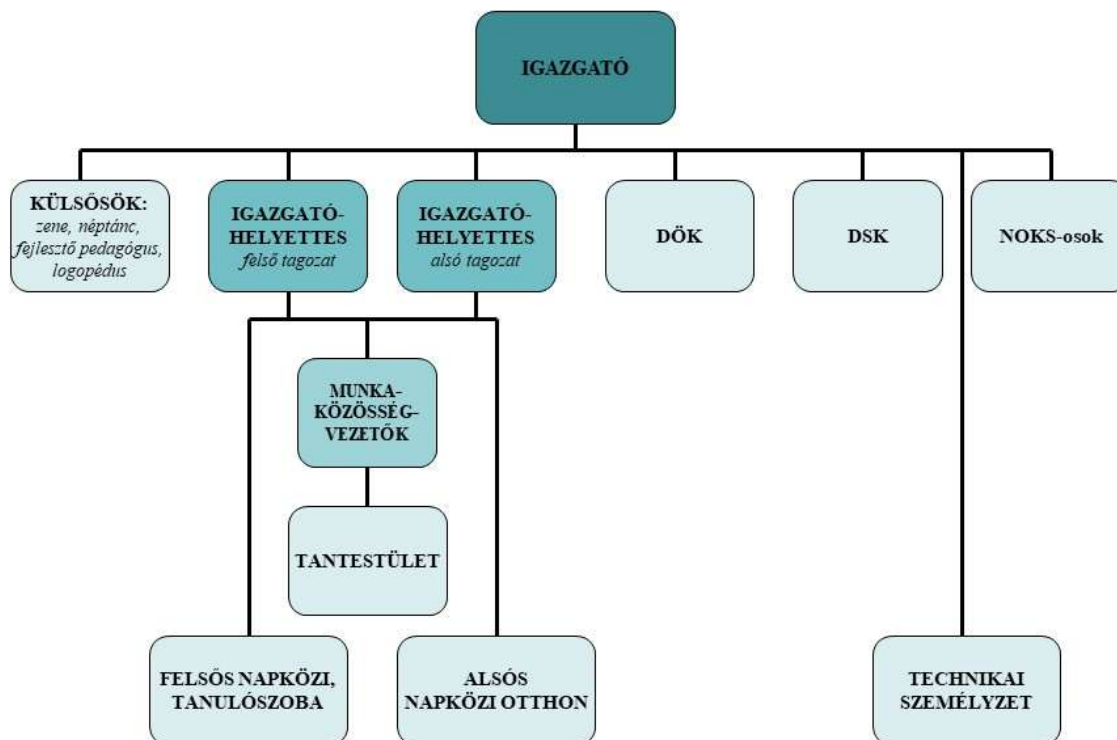 IGAZGATÓ
KÜLSŐSÖK:
zene, néptánc,
fejlesztő pedagógus,
logopédus
IGAZGATÓ-
HELYETTES
felső tagozat
IGAZGATÓ-
HELYETTES
alsó tagozat
DÖK
DSK
NOKS-osok
MUNKA-
KÖZÖSSÉG-
VEZETŐK
TANTESTÜLET
FELSŐS NAPKÖZI,
TANULÓSZOBA
ALSÓS
NAPKÖZI OTTHON
TECHNIKAI
SZEMÉLYZET